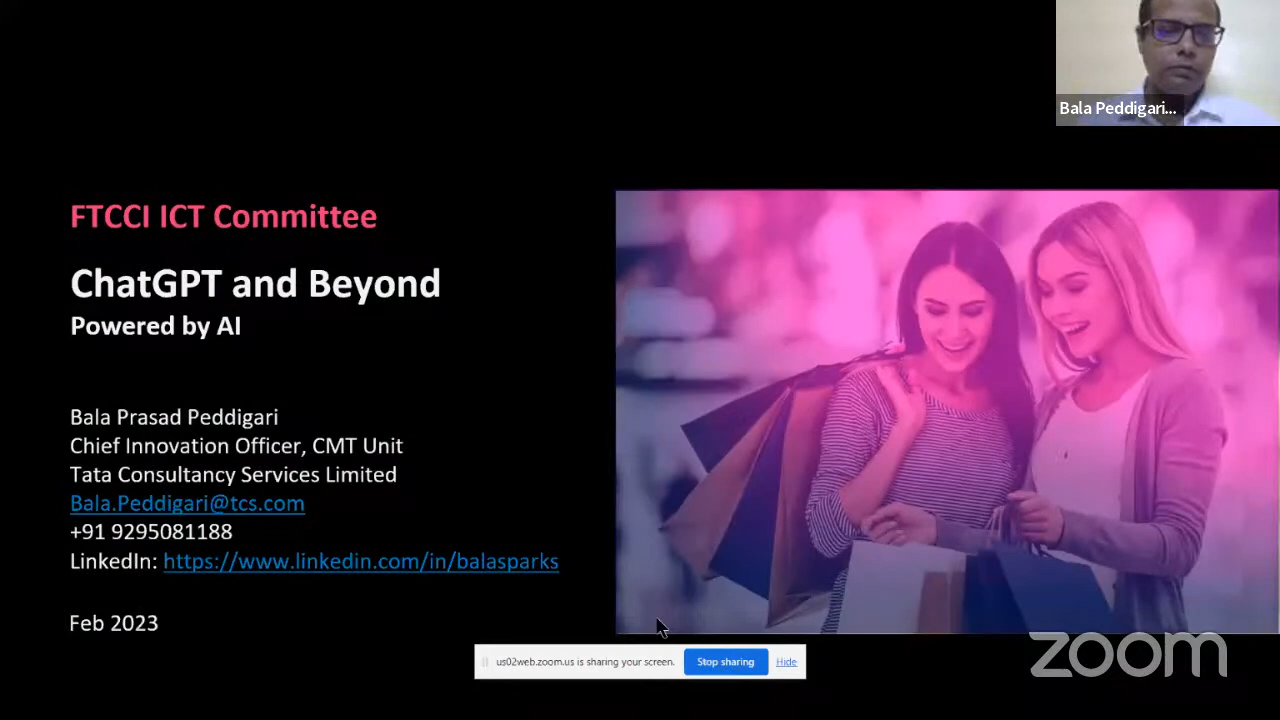 Bala Peddigari...
FTCCI ICT Committee
ChatGPT and Beyond
Powered by AI
Bala Prasad Peddigari
Chief Innovation Officer, CMT Unit
Tata Consultancy Services Limited
Bala.Peddigari@tcs.com
+91 9295081188
LinkedIn: https://www.linkedin.com/in/balasparks
Feb 2023
us02web.zoom.us is sharing your screen. Stop sharing Hide
zoom